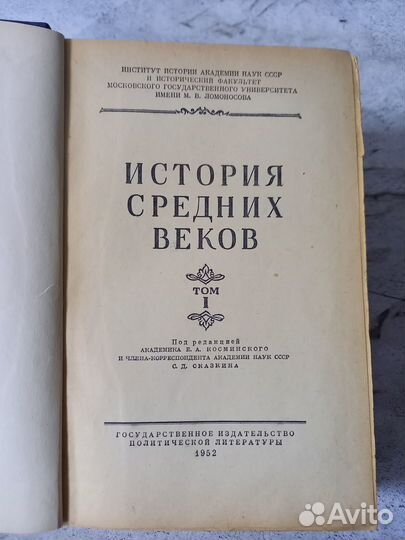 ИНСТИТУТ ИСТОРИИ АКАДЕМИИ НАУК СССР
И ИСТОРИЧЕСКИЙ ФАКУЛЬТЕТ
МОСКОВСКОГО ГОСУДАРСТВЕННОГО УНИВЕРСИТЕТА
ИМЕНИ М. В. ЛОМОНОСОВА
ИСТОРИЯ
СРЕДНИХ
ВЕКОВ
ТОМ
I
Под редакцией
АКАДЕМИКА Е. А. КОСМИНСКОГО
И ЧЛЕНА-КОРРЕСПОНДЕНТА АКАДЕМИИ НАУК СССР
С. Д. СКАЗКИНА
ГОСУДАРСТВЕННОЕ ИЗДАТЕЛЬСТВО
ПОЛИТИЧЕСКОЙ ЛИТЕРАТУРЫ
1952
Avito